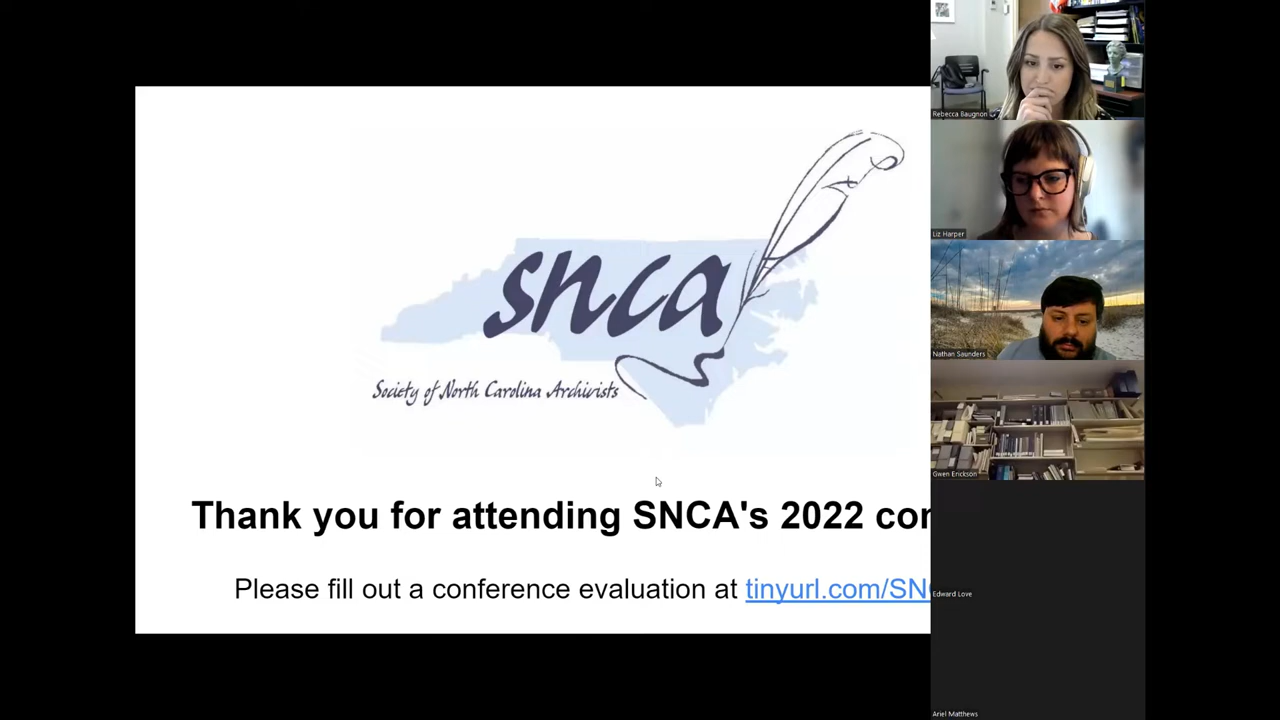 snca
Society of North Carolina Archivists
Thank you for attending SNCA's 2022
Please fill out a conference evaluation at tinyurl.com/SN
Rebecca Baugnon
Liz Harper
Nathan Saunders
Gwen Erickson
Edward Love
Ariel Matthews